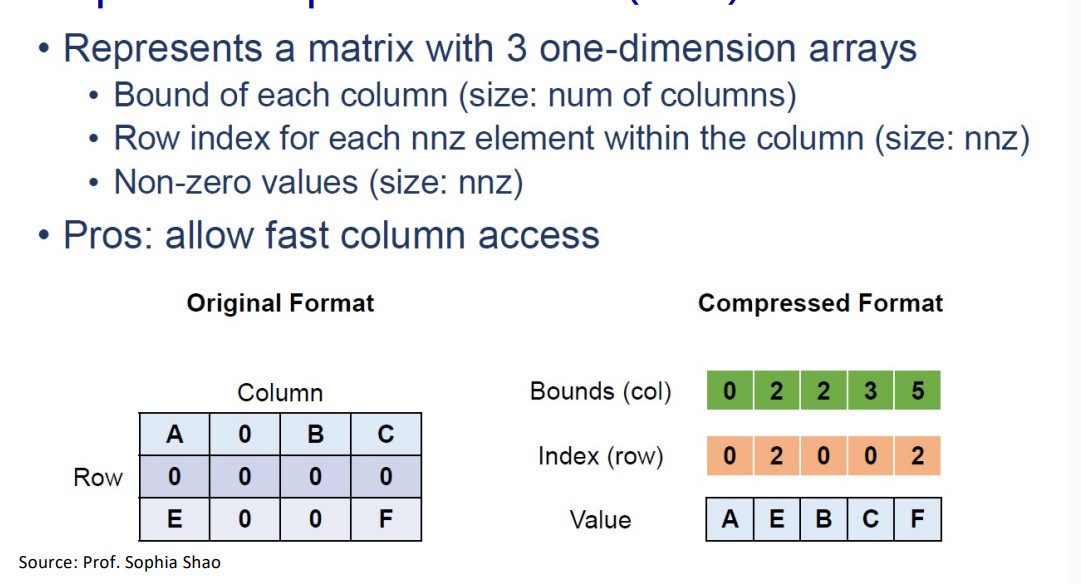 • Represents a matrix with 3 one-dimension arrays
• Bound of each column (size: num of columns)
• Row index for each nnz element within the column (size: nnz)
• Non-zero values (size: nnz)
• Pros: allow fast column access
Original Format
Compressed Format
Column
A 0 B C
Row
0 0 0 0
E 0 0 F
Bounds (col) 0 2 2 3 5
Index (row) 0 2 0 0 2
Value A E B C F
Source: Prof. Sophia Shao